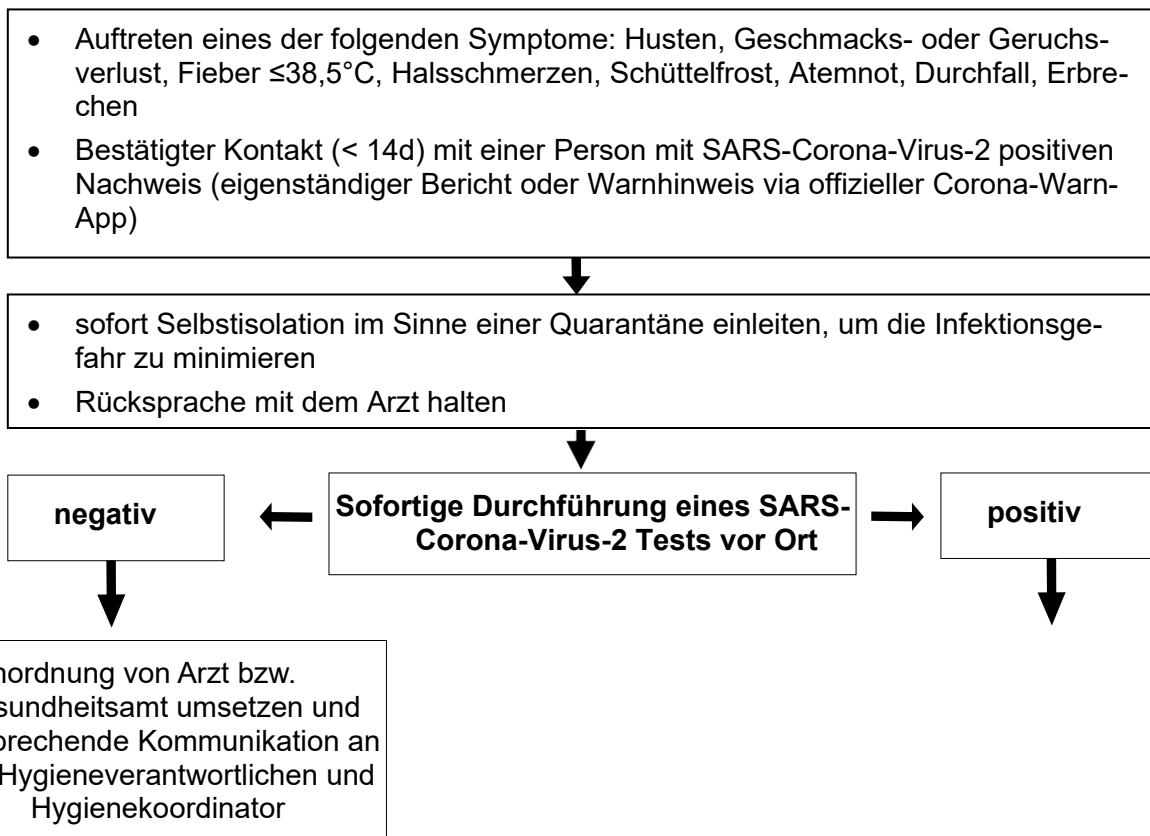 • Auftreten eines der folgenden Symptome: Husten, Geschmacks- oder Geruchs-
verlust, Fieber ≤38,5°C, Halsschmerzen, Schüttelfrost, Atemnot, Durchfall, Erbre-
chen
• Bestätigter Kontakt (< 14d) mit einer Person mit SARS-Corona-Virus-2 positiven
Nachweis (eigenständiger Bericht oder Warnhinweis via offizieller Corona-Warn-
App)
• sofort Selbstisolation im Sinne einer Quarantäne einleiten, um die Infektionsge-
fahr zu minimieren
• Rücksprache mit dem Arzt halten
negativ
Sofortige Durchführung eines SARS-
Corona-Virus-2 Tests vor Ort
positiv
nordnung von Arzt bzw.
sundheitsamt umsetzen und
prechende Kommunikation an
Hygieneverantwortlichen und
Hygienekoordinator